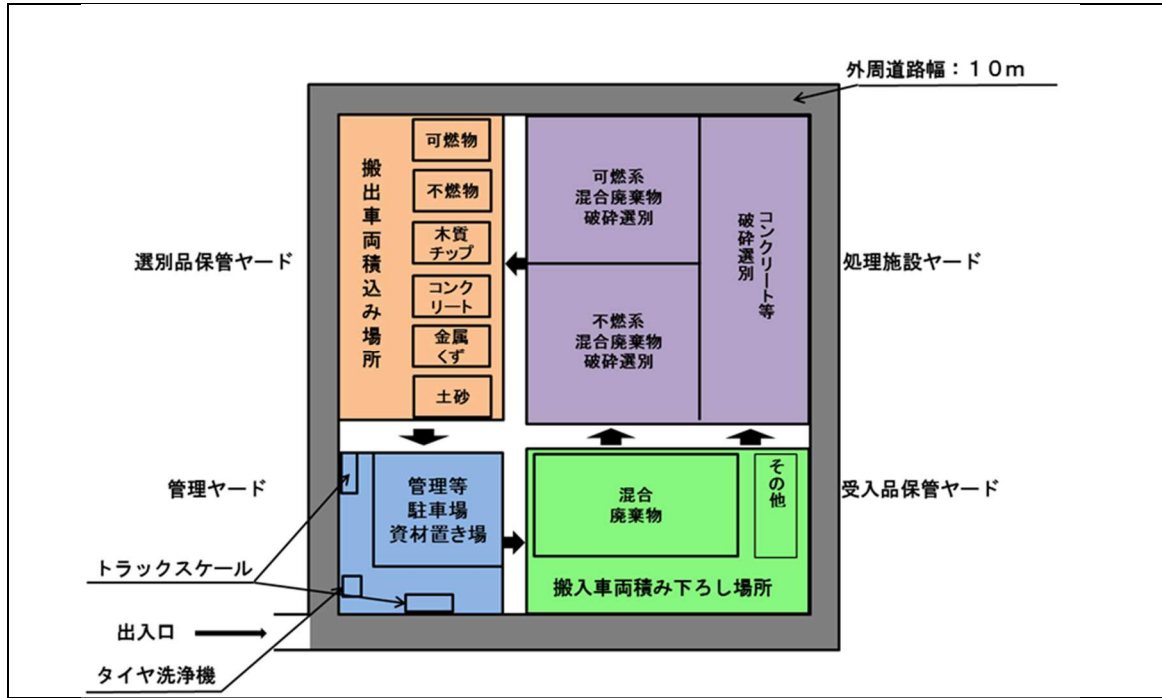 外周道路幅：１０ｍ
搬出車両積込み場所
可燃物
不燃物
木質
チップ
コンク
リート
金属
くず
土砂
選別品保管ヤード
可燃系
混合廃棄物
破砕選別
不燃系
混合廃棄物
破砕選別
コンクリート等
破砕選別
処理施設ヤード
管理ヤード
管理等
駐車場
資材置き場
混合
廃棄物
その他
搬入車両積み下ろし場所
受入品保管ヤード
トラックスケール
出入口
タイヤ洗浄機